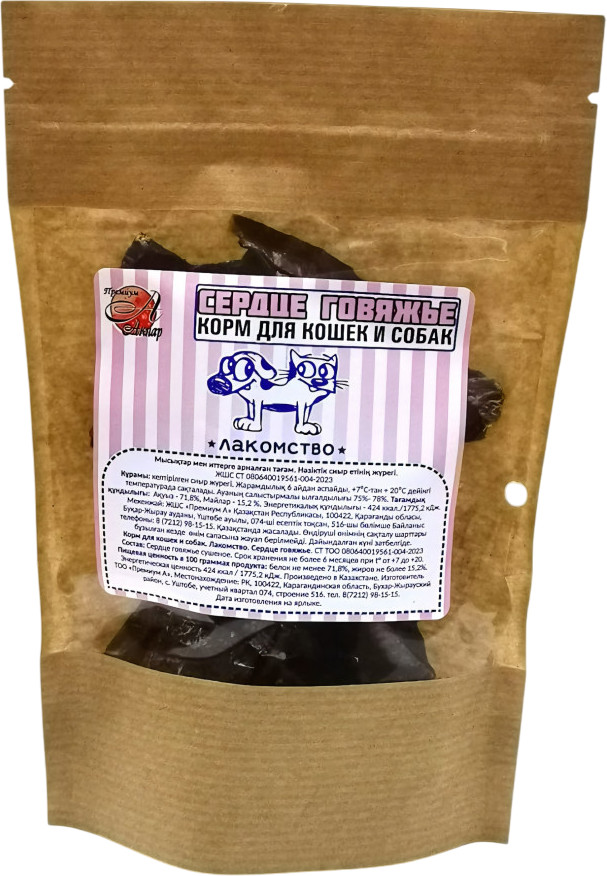 Премиум
А
Акнар
СЕРДЦЕ ГОВЯЖЬЕ
КОРМ ДЛЯ КОШЕК И СОБАК
ЛАКОМСТВО
Мысықтар мен иттерге арналған тағам. Нәзіктік сиыр етінің жүрегі.
ЖШС СТ 080640019561-004-2023
Құрамы: кептірілген сиыр жүрегі. Жарамдылық 6 айдан аспайды, +7°С-тан + 20°С дейінгі
температурада сақталады. Ауаның салыстырмалы ылғалдылығы 75%- 78%. Тағамдық
құндылығы: Ақуыз - 71,8%, Майлар - 15,2 %. Энергетикалық құндылығы - 424 ккал./1775,2 кДж.
Мекенжай: ЖШС «Премиум А» Қазақстан Республикасы, 100422, Қарағанды облысы,
Бұқар-Жырау ауданы, Үштөбе ауылы, 074-ші есептік тоқсан, 516-шы бөлімше Байланыс
телефоны: 8 (7212) 98-15-15. Қазақстанда жасалады. Өндіруші өнімнің сақталу шарттары
бұзылған кезде өнім сапасына жауап берілмейді. Дайындалған күні затбелгіде.
Корм для кошек и собак. Лакомство. Сердце говяжье. СТ ТОО 080640019561-004-2023
Состав: Сердце говяжье сушеное. Срок хранения не более 6 месяцев при t° от +7 до +20.
Пищевая ценность в 100 граммах продукта: белок не менее 71,8%, жиров не более 15,2%.
Энергетическая ценность 424 ккал / 1775,2 кДж. Произведено в Казахстане. Изготовитель
ТОО «Премиум А», Местонахождение: РК, 100422, Карагандинская область, Бухар-Жырауский
район, с. Уштобе, учетный квартал 074, строение 516. тел. 8(7212) 98-15-15.
Дата изготовления на ярлыке.